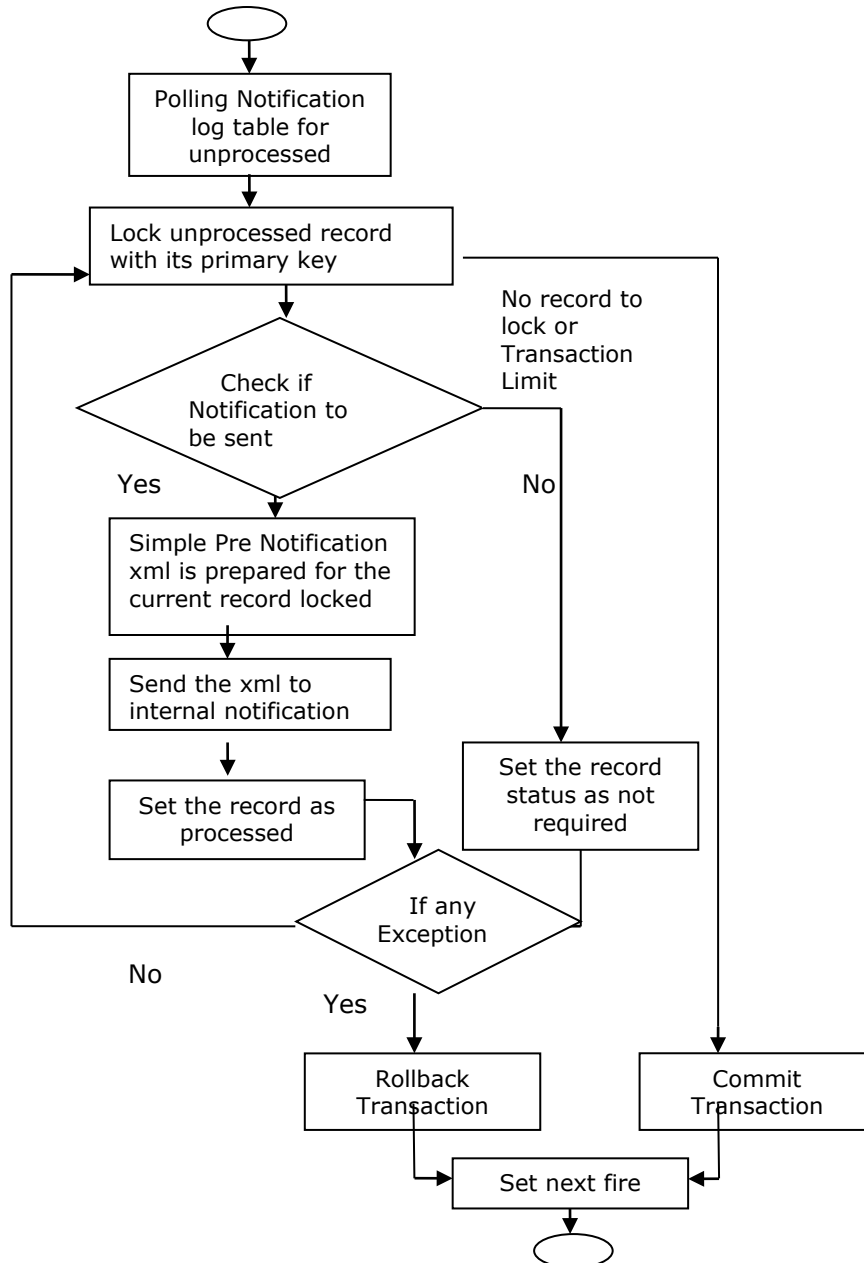 Polling Notification
log table for
unprocessed
Lock unprocessed record
with its primary key
No record to
lock or
Transaction
Limit
Check if
Notification to
be sent
Yes
No
Simple Pre Notification
xml is prepared for the
current record locked
Send the xml to
internal notification
Set the record as
processed
Set the record
status as not
required
If any
Exception
No
Yes
Rollback
Transaction
Commit
Transaction
Set next fire